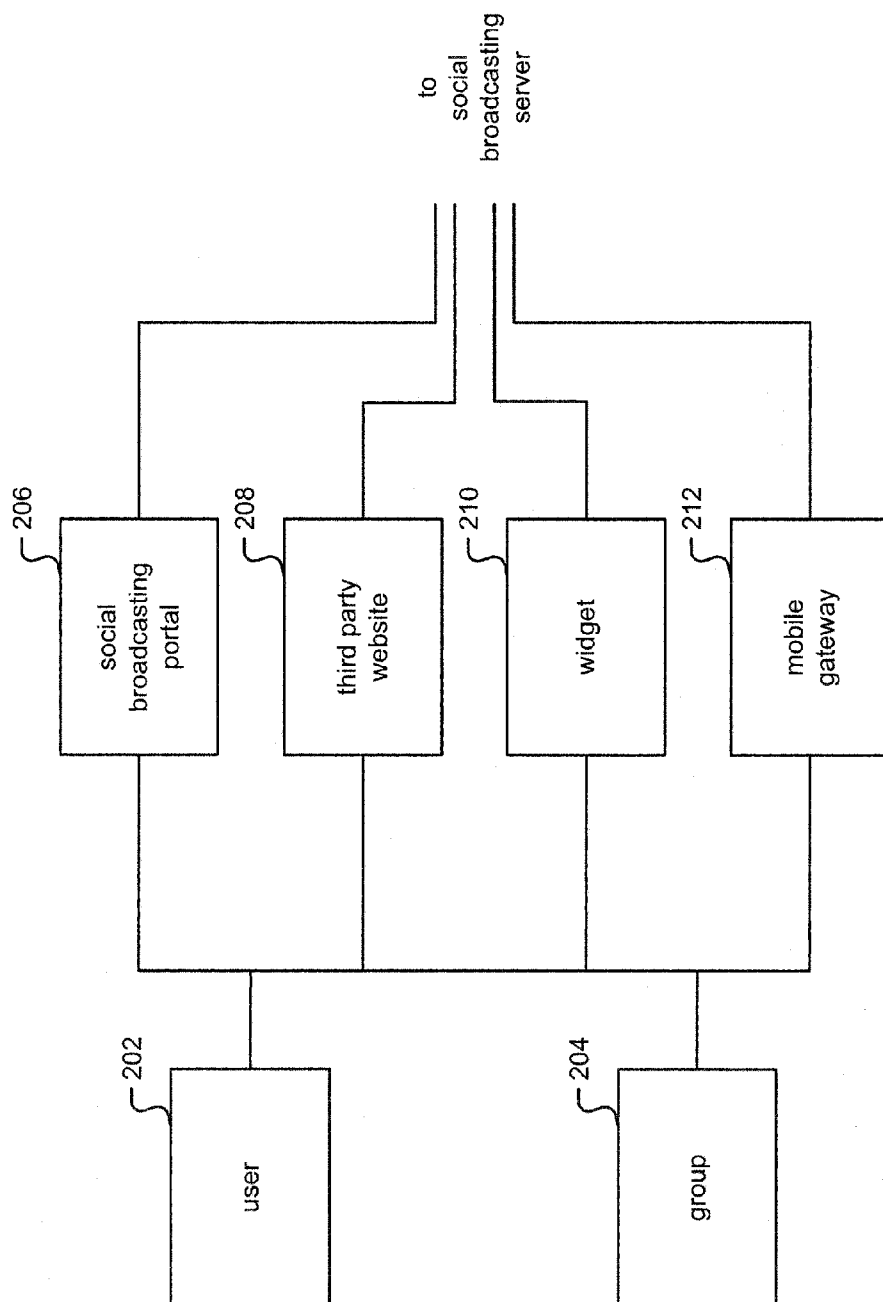 202
user
204
group
206
social
broadcasting
portal
208
third party
website
210
widget
212
mobile
gateway
to
social
broadcasting
server